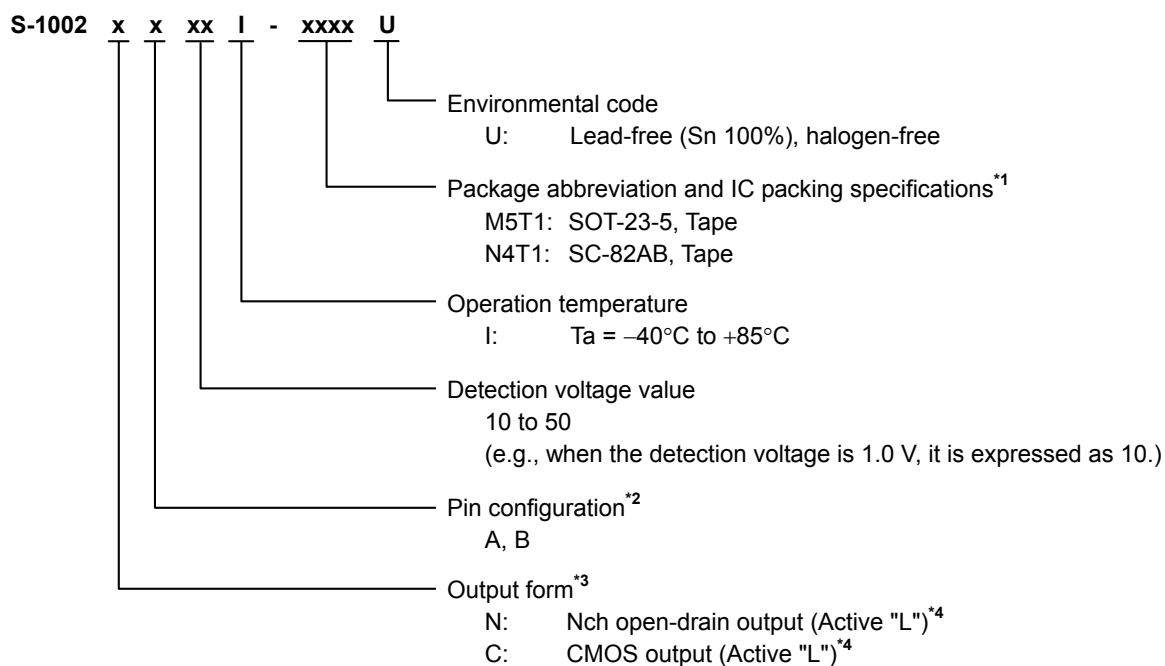 S-1002 x x xx I - xxxx U
Environmental code
U: Lead-free (Sn 100%), halogen-free
Package abbreviation and IC packing specifications*1
M5T1: SOT-23-5, Tape
N4T1: SC-82AB, Tape
Operation temperature
I: Ta = −40°C to +85°C
Detection voltage value
10 to 50
(e.g., when the detection voltage is 1.0 V, it is expressed as 10.)
Pin configuration*2
A, B
Output form*3
N: Nch open-drain output (Active "L")*4
C: CMOS output (Active "L")*4